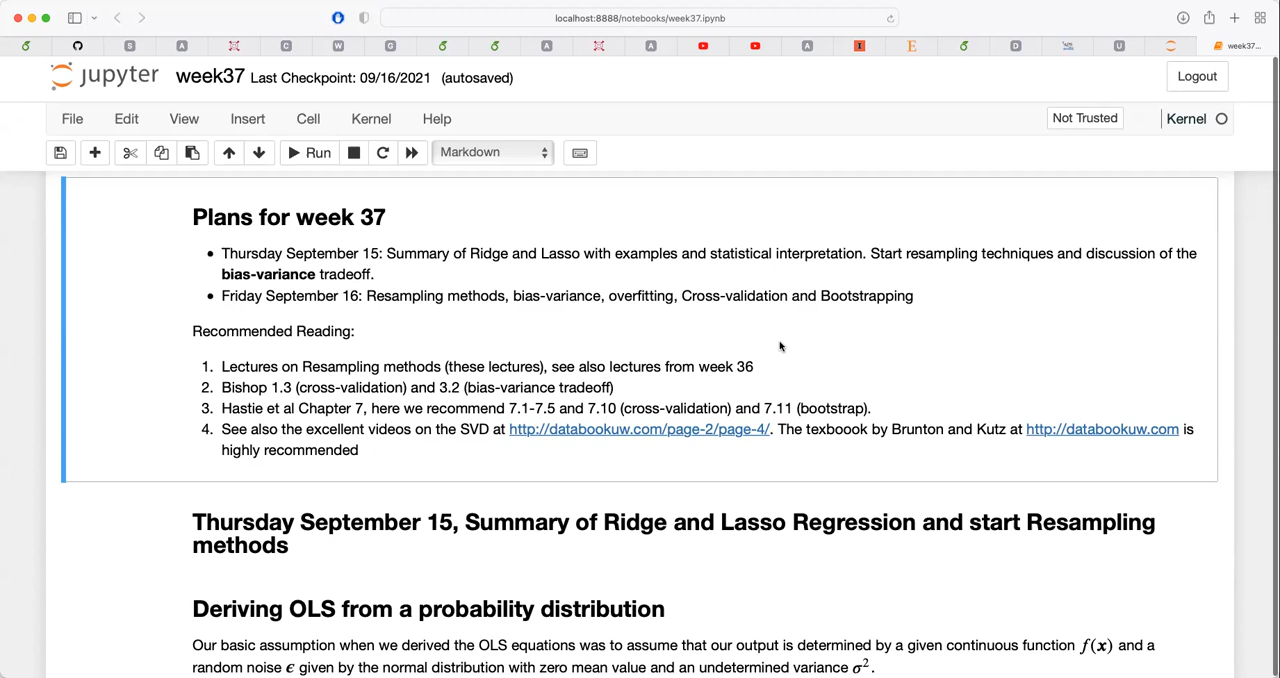 localhost:8888/notebooks/week37.ipynb
S A C W G A A A I E D U week37...
jupyter week37 Last Checkpoint: 09/16/2021 (autosaved) Logout
File Edit View Insert Cell Kernel Help Not Trusted Kernel
Run Markdown
Plans for week 37
• Thursday September 15: Summary of Ridge and Lasso with examples and statistical interpretation. Start resampling techniques and discussion of the
bias-variance tradeoff.
• Friday September 16: Resampling methods, bias-variance, overfitting, Cross-validation and Bootstrapping
Recommended Reading:
1. Lectures on Resampling methods (these lectures), see also lectures from week 36
2. Bishop 1.3 (cross-validation) and 3.2 (bias-variance tradeoff)
3. Hastie et al Chapter 7, here we recommend 7.1-7.5 and 7.10 (cross-validation) and 7.11 (bootstrap).
4. See also the excellent videos on the SVD at http://databookuw.com/page-2/page-4/. The texboook by Brunton and Kutz at http://databookuw.com is
highly recommended
Thursday September 15, Summary of Ridge and Lasso Regression and start Resampling
methods
Deriving OLS from a probability distribution
Our basic assumption when we derived the OLS equations was to assume that our output is determined by a given continuous function f(x) and a
random noise ϵ given by the normal distribution with zero mean value and an undetermined variance σ².